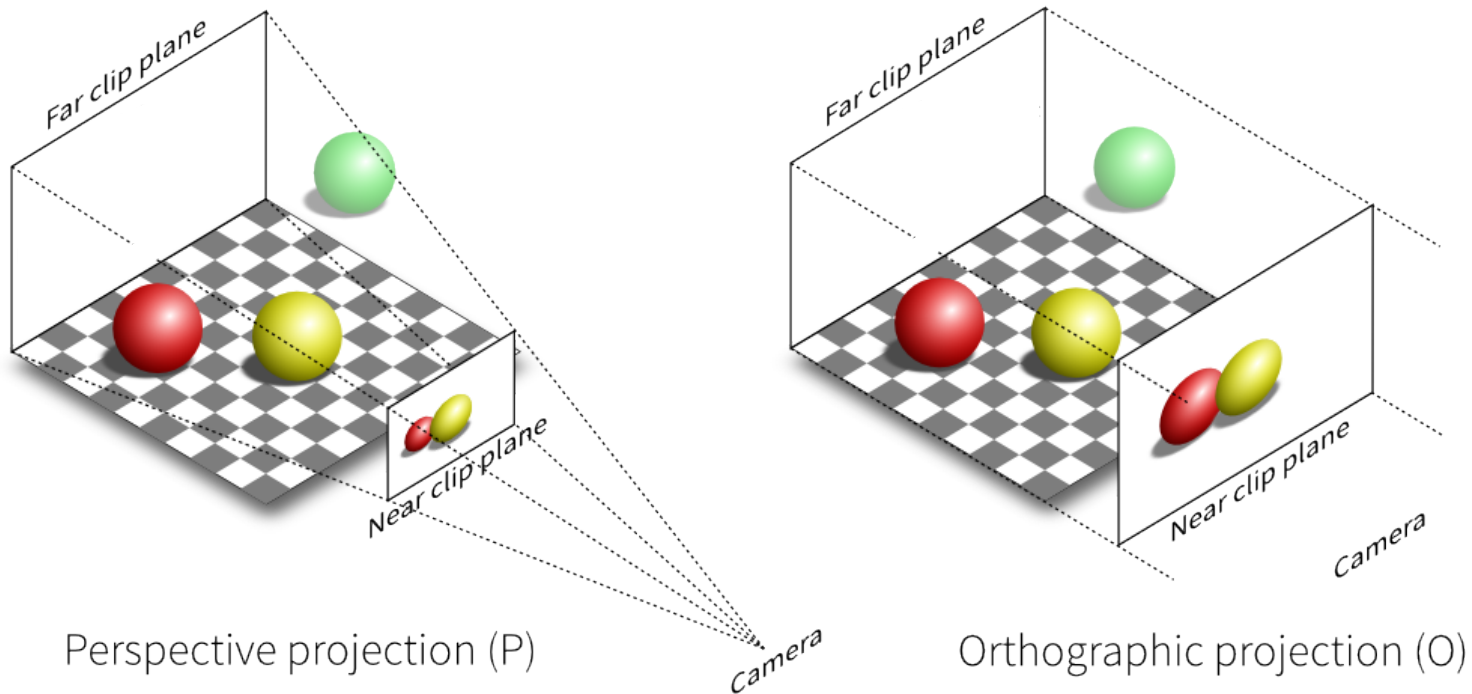 Far clip plane
Near clip plane
Camera
Perspective projection (P)
Far clip plane
Near clip plane
Camera
Orthographic projection (O)